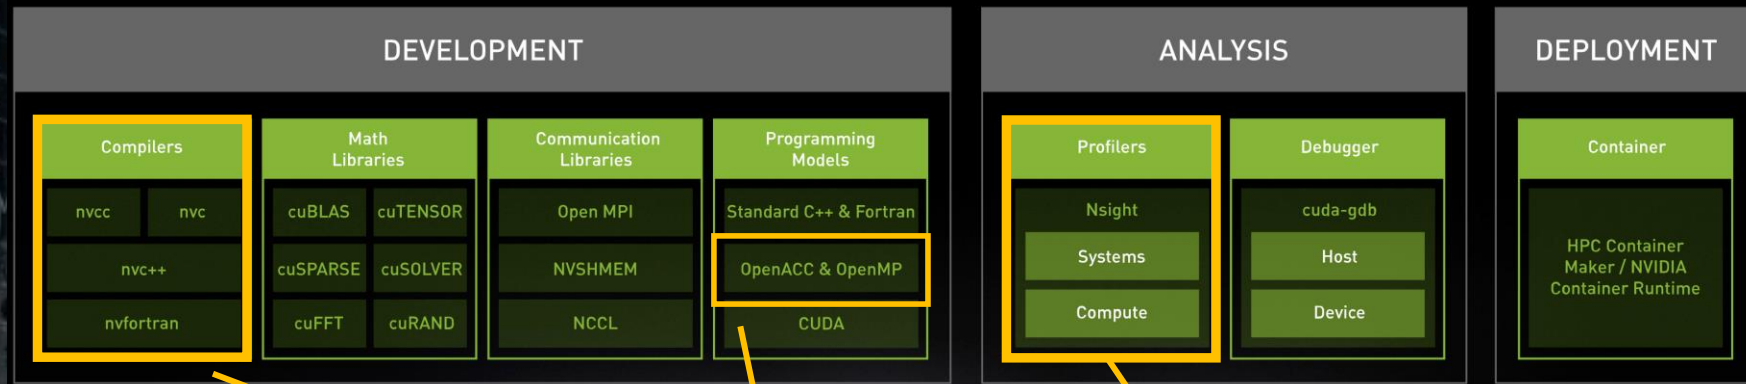 DEVELOPMENT
Compilers
nvcc
nvc
nvc++
nvfortran
Math
Libraries
cuBLAS
cuTENSOR
cuSPARSE
cuSOLVER
cuFFT
cuRAND
Communication
Libraries
Open MPI
NVSHMEM
NCCL
Programming
Models
Standard C++ & Fortran
OpenACC & OpenMP
CUDA
ANALYSIS
Profilers
Nsight
Systems
Compute
Debugger
cuda-gdb
Host
Device
DEPLOYMENT
Container
HPC Container
Maker / NVIDIA
Container Runtime